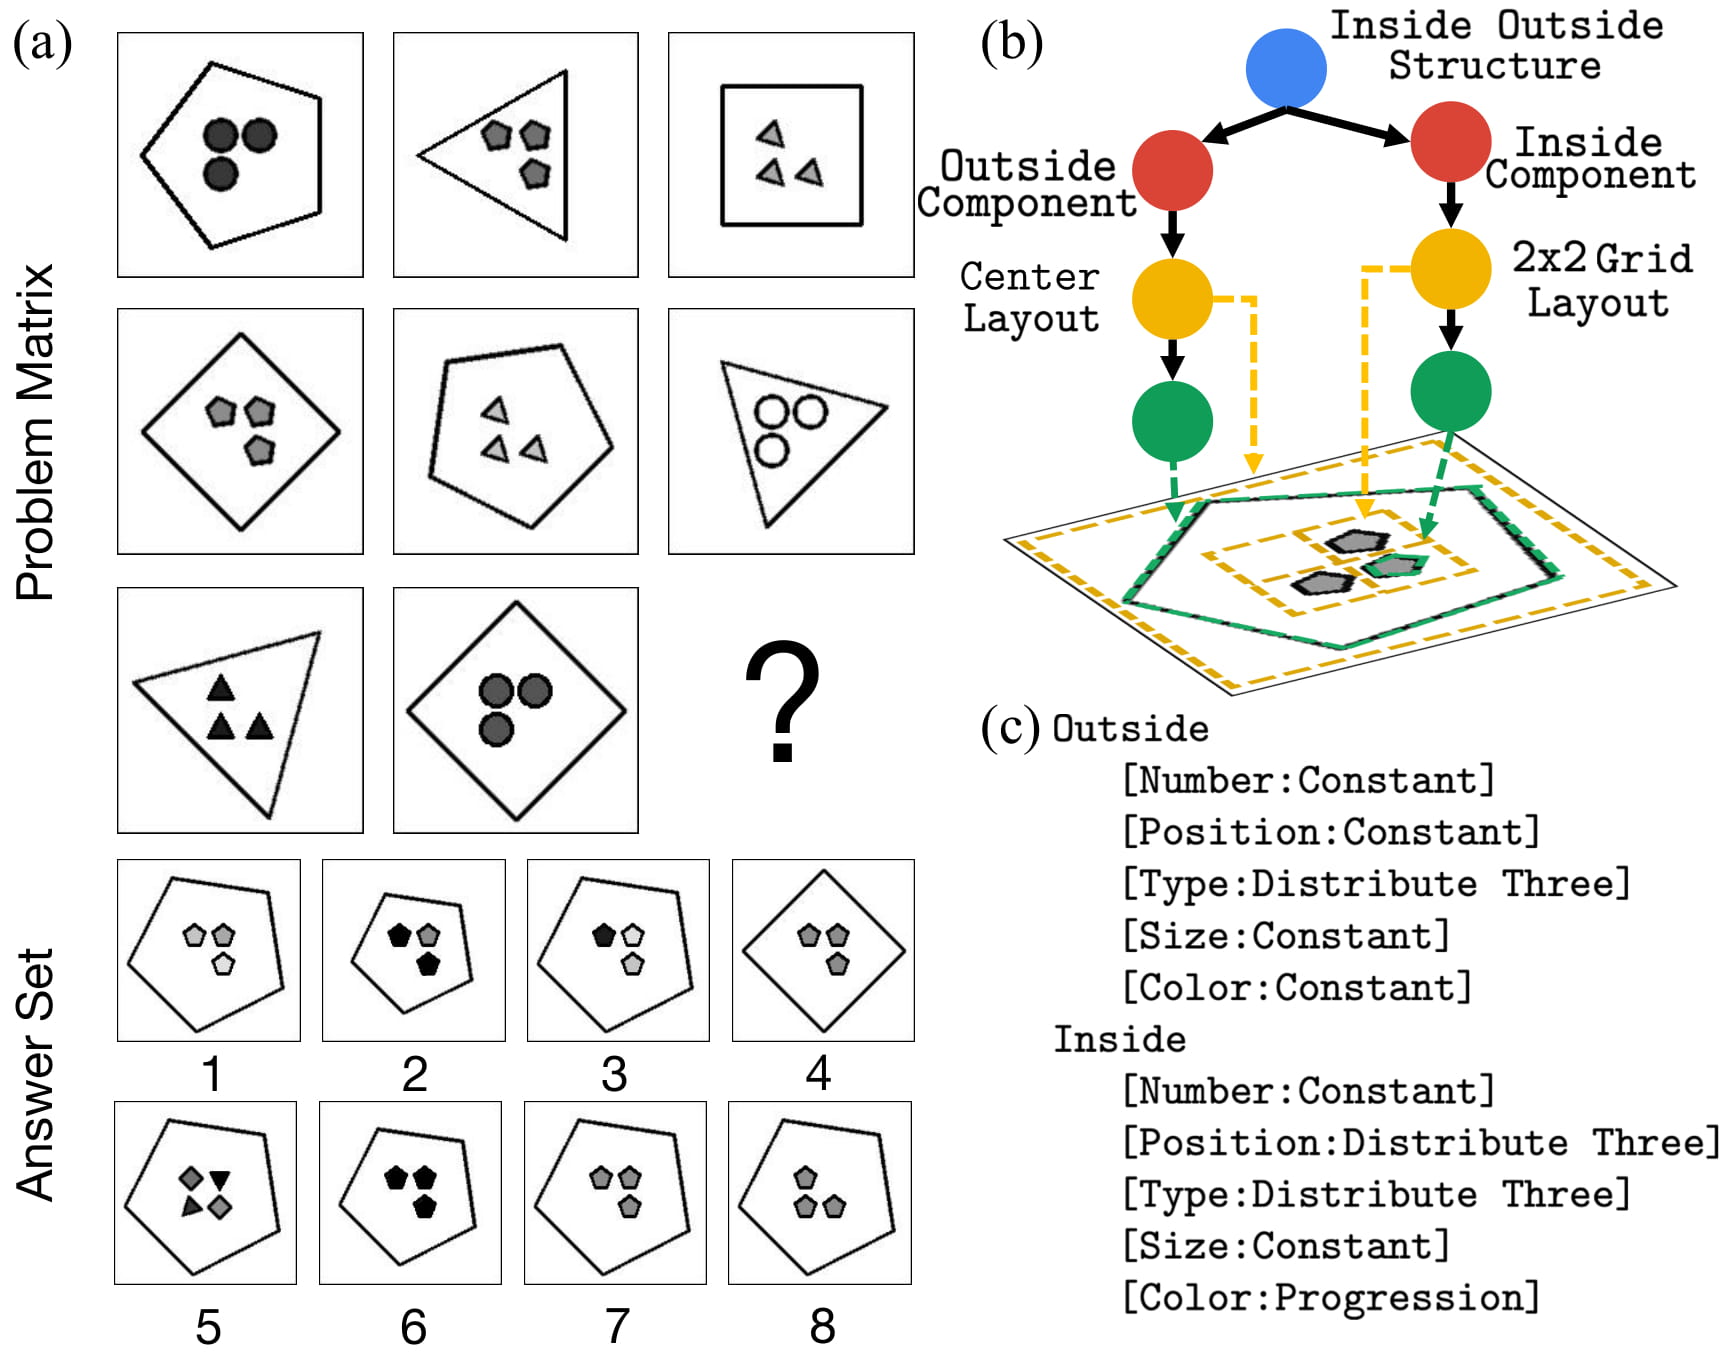 (a)
Problem Matrix
?
Answer Set
1 2 3 4
5 6 7 8
(b)
Inside Outside
Structure
Outside
Component
Inside
Component
Center
Layout
2x2 Grid
Layout
(c) Outside
[Number:Constant]
[Position:Constant]
[Type:Distribute Three]
[Size:Constant]
[Color:Constant]
Inside
[Number:Constant]
[Position:Distribute Three]
[Type:Distribute Three]
[Size:Constant]
[Color:Progression]